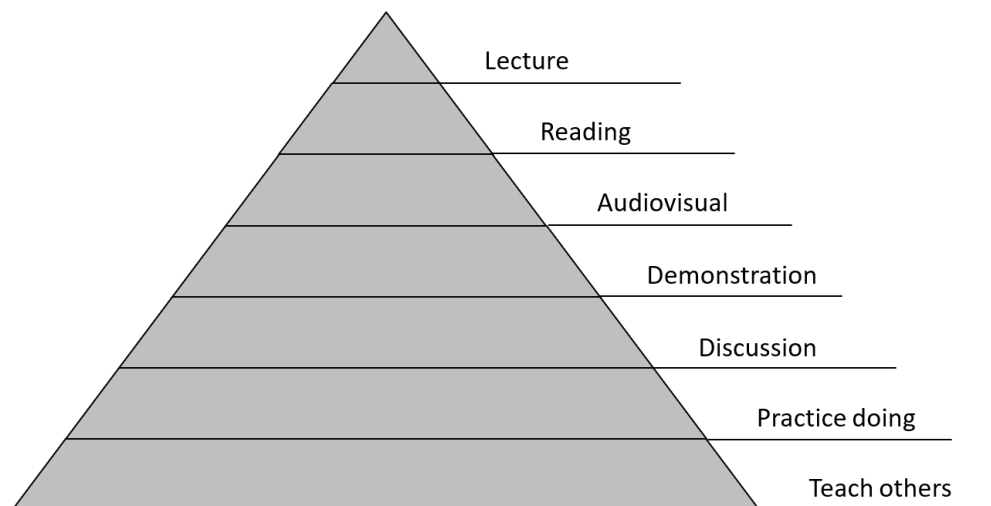 Lecture
Reading
Audiovisual
Demonstration
Discussion
Practice doing
Teach others